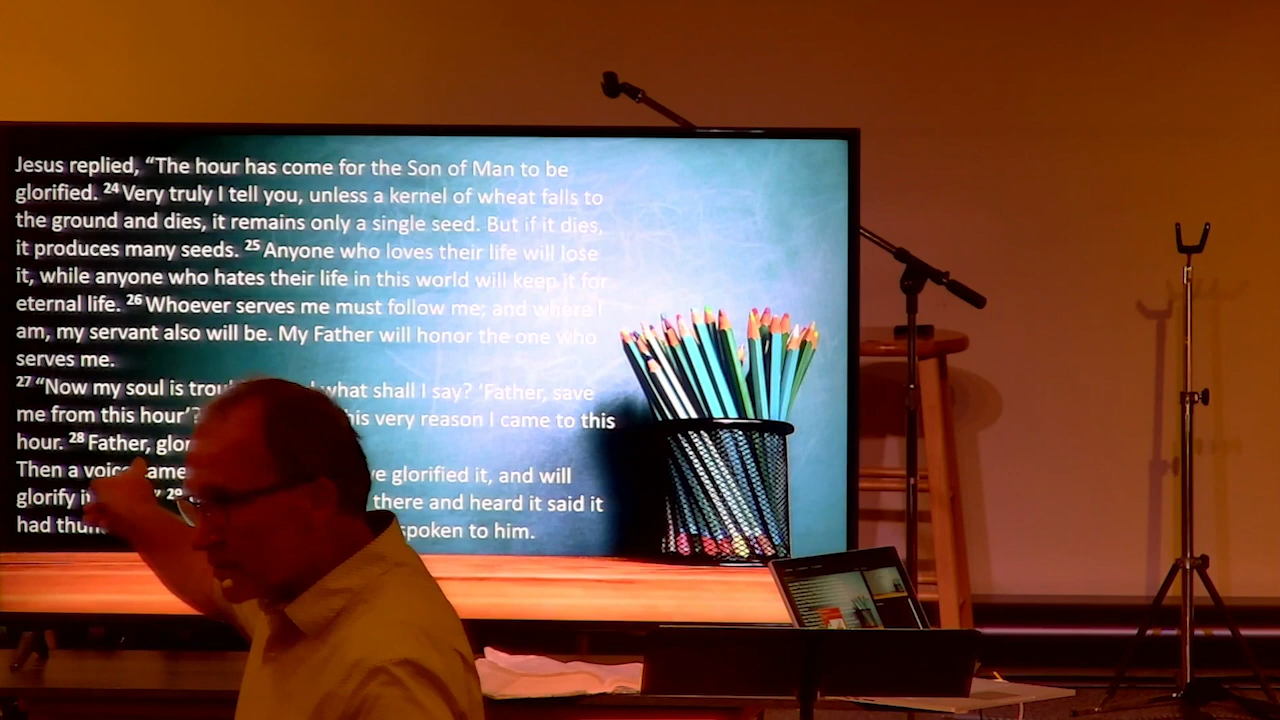 Jesus replied, “The hour has come for the Son of Man to be
glorified. 24 Very truly I tell you, unless a kernel of wheat falls to
the ground and dies, it remains only a single seed. But if it dies,
it produces many seeds. 25 Anyone who loves their life will lose
it, while anyone who hates their life in this world will keep it for
eternal life. 26 Whoever serves me must follow me; and where I
am, my servant also will be. My Father will honor the one who
serves me.
27 “Now my soul is what shall I say? ‘Father, save
me from this hour’? very reason I came to this
hour. 28 Father,
Then a voice glorified it, and will
glorify 29 there and heard it said it
had spoken to him.